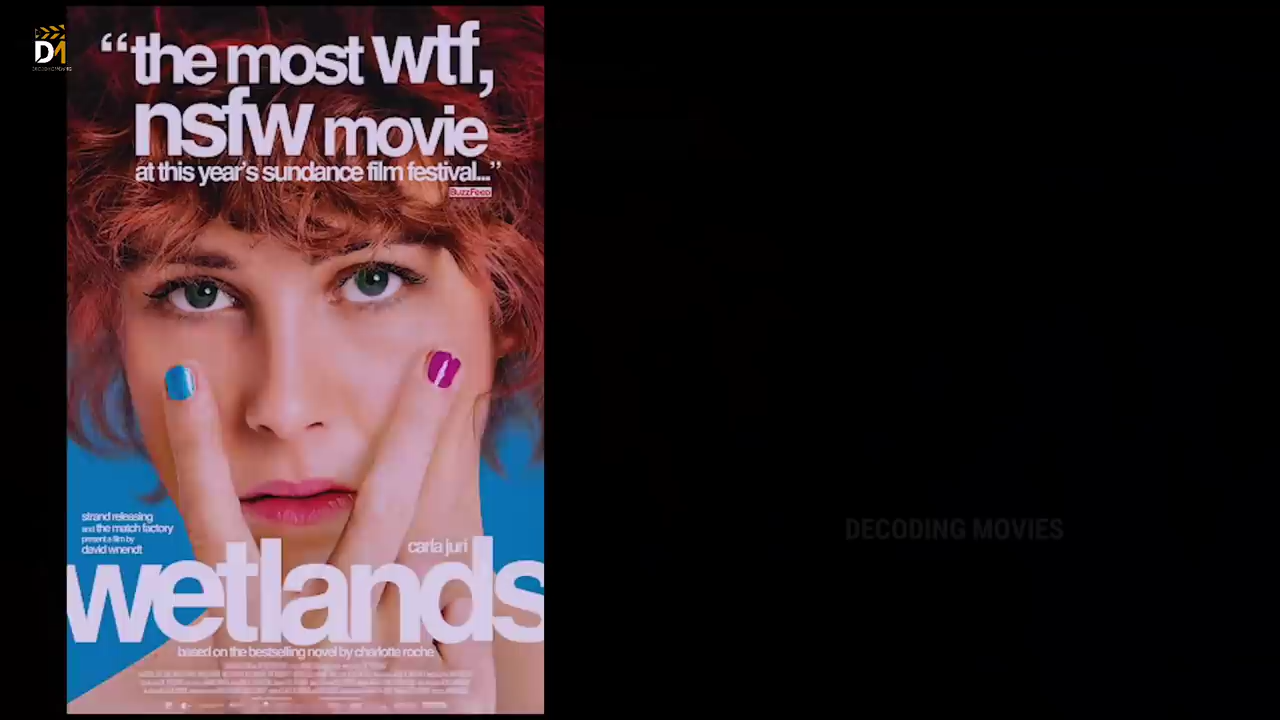 DM
“the most wtf,
nsfw movie
at this year's sundance film festival...”
BuzzFeed
strand releasing
and the match factory
present a film by
david wnendt
carla juri
wetlands
based on the bestselling novel by charlotte roche
DECODING MOVIES